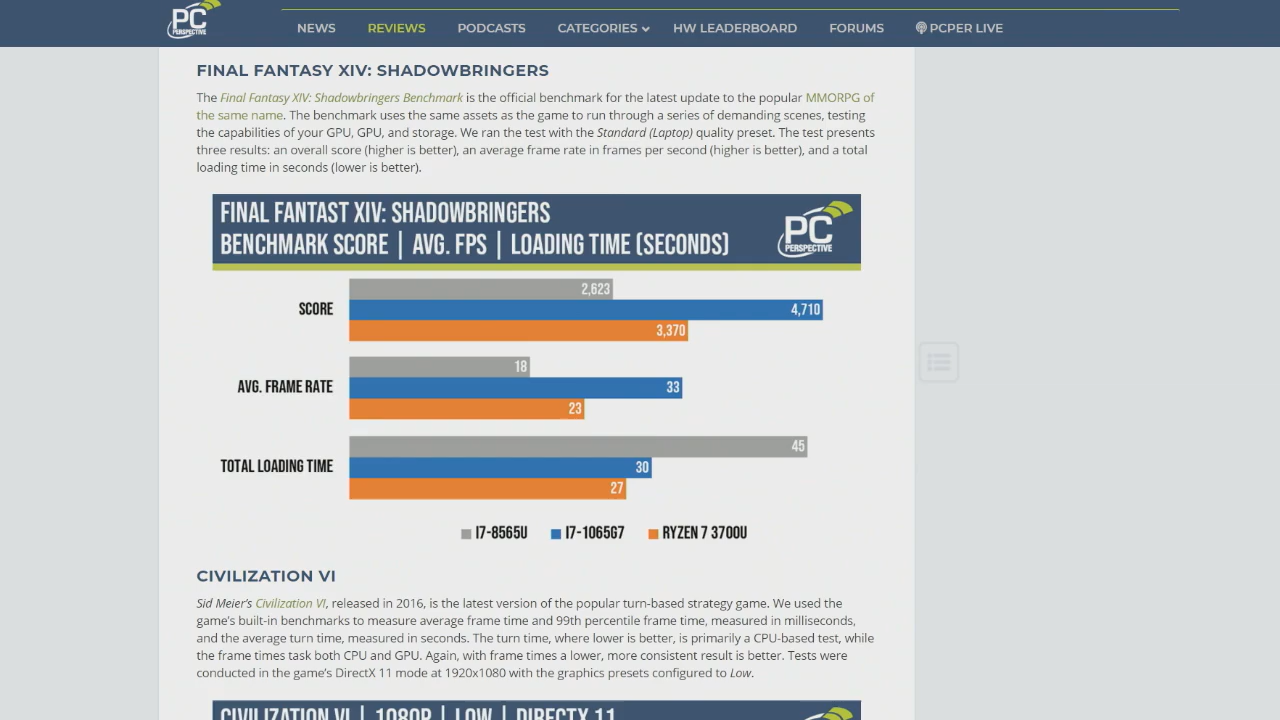 PC
PERSPECTIVE
NEWS REVIEWS PODCASTS CATEGORIES HW LEADERBOARD FORUMS PCPER LIVE
FINAL FANTASY XIV: SHADOWBRINGERS
The Final Fantasy XIV: Shadowbringers Benchmark is the official benchmark for the latest update to the popular MMORPG of
the same name. The benchmark uses the same assets as the game to run through a series of demanding scenes, testing
the capabilities of your GPU, GPU, and storage. We ran the test with the Standard (Laptop) quality preset. The test presents
three results: an overall score (higher is better), an average frame rate in frames per second (higher is better), and a total
loading time in seconds (lower is better).
FINAL FANTAST XIV: SHADOWBRINGERS
BENCHMARK SCORE | AVG. FPS | LOADING TIME (SECONDS)
PC
PERSPECTIVE
2,623
SCORE 4,710
3,370
18
AVG. FRAME RATE 33
23
45
TOTAL LOADING TIME 30
27
I7-8565U I7-1065G7 RYZEN 7 3700U
CIVILIZATION VI
Sid Meier's Civilization VI, released in 2016, is the latest version of the popular turn-based strategy game. We used the
game's built-in benchmarks to measure average frame time and 99th percentile frame time, measured in milliseconds,
and the average turn time, measured in seconds. The turn time, where lower is better, is primarily a CPU-based test, while
the frame times task both CPU and GPU. Again, with frame times a lower, more consistent result is better. Tests were
conducted in the game's DirectX 11 mode at 1920x1080 with the graphics presets configured to Low.
CIVILIZATION VI | 1080P | LOW | DIRECTX 11